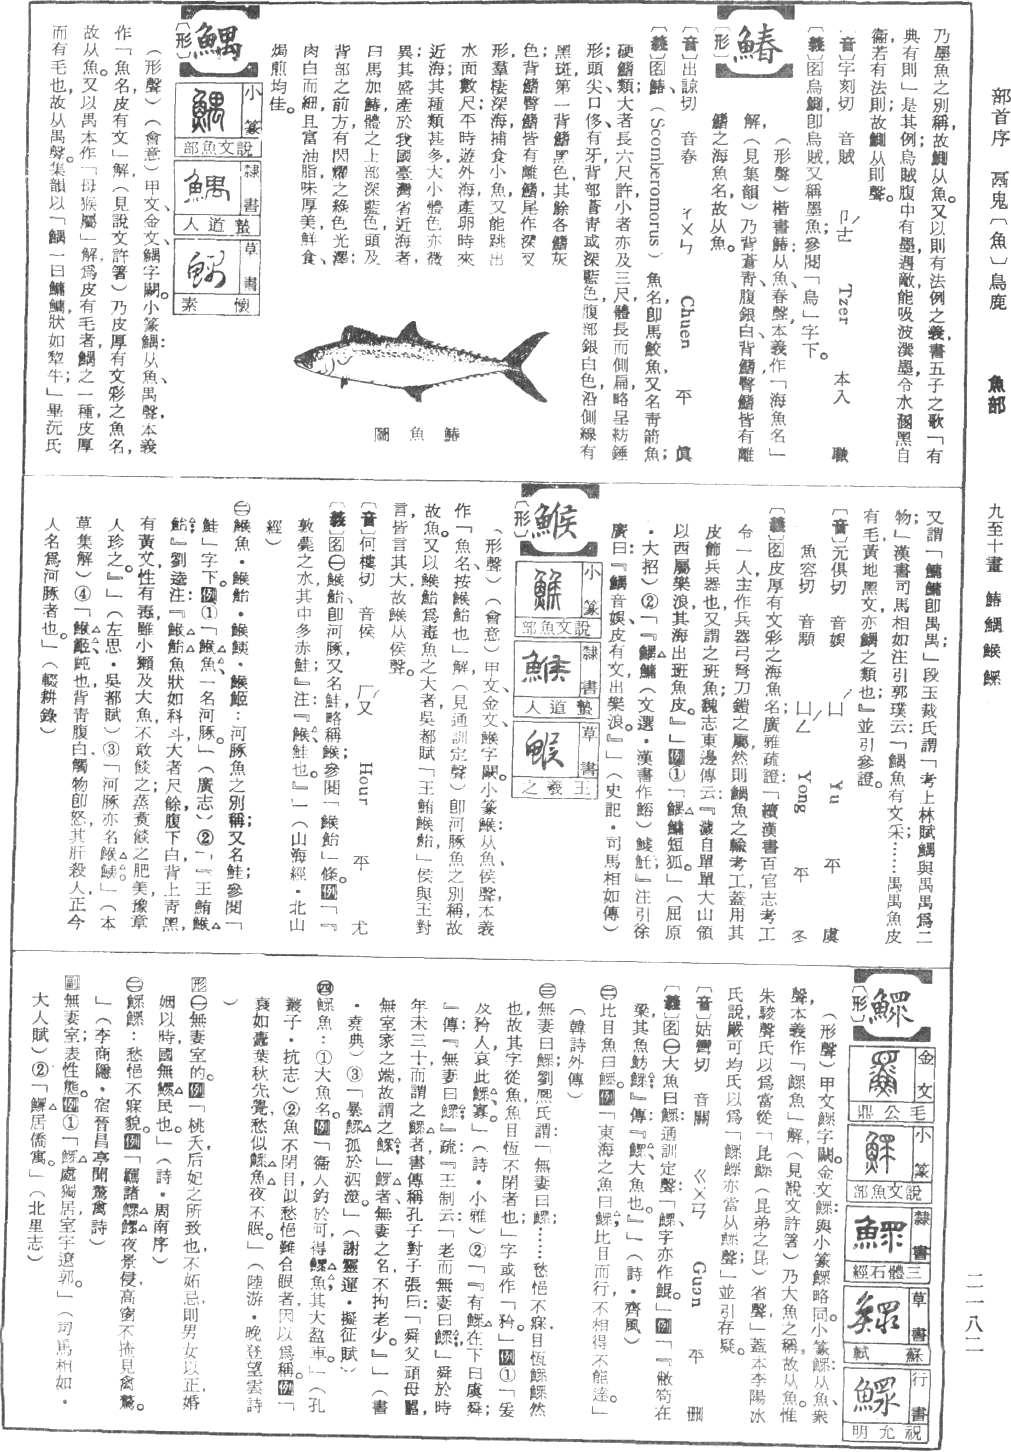 部首序 鬲鬼〔魚〕鳥鹿 魚部 九至十畫 䲠 鰅 鯸 鰥 二一八二
乃墨魚之別稱,故鰂从魚。又以則有法例之義,書五子之歌「有
典有則」是其例;烏賊腹中有墨,遇敵能吸波潠墨,令水溷黑自
衞,若有法則,故鰂从則聲。
〔音〕字刻切 音賊 ㄗㄜˊ Tzer 本入 職
〔義〕名烏鰂卽烏賊,又稱墨魚;參閱「烏」字下。
䲠
〔形〕
(形聲)楷書䲠:从魚、春聲,本義作「海魚名」
解(見集韻)乃背蒼靑,腹銀白,背鰭、臀鰭皆有離
鰭之海魚名,故从魚。
〔音〕出諒切 音春 ㄔㄨㄣ Chuen 平 眞
〔義〕名䲠(Scomberomorus)魚名,卽馬鮫魚,又名靑箭魚;
硬鰭類,大者長六尺許,小者亦及三尺,體長而側扁,略呈紡錘
形;頭尖,口侈,有牙,背部蒼靑或深藍色,腹部銀白色,沿側線有
黑斑,第一背鰭黑色,其餘各鰭灰
色;背鰭臀鰭皆有離鰭,尾作深叉
形,羣棲深海,捕食小魚,又能跳出
水面數尺,平時遊外海,產卵時來
近海;其種類甚多,大小體色亦微
異;其盛產於我國臺灣省近海者,
曰馬加䲠,體之上部深藍色,頭及
背部之前方有閃耀之綠色光澤;
肉白而細,且富油脂,味厚美,鮮食、
焗煎均佳。
䲠魚圖
鰅
〔形〕
小篆 說文魚部
隸書 蟄道人
草書 懷素
(形聲)(會意)甲文、金文鰅字闕。小篆鰅:从魚、禺聲,本義
作「魚名,皮有文」解(見說文許箸)乃皮厚有文彩之魚名,
故从魚。又以禺本作「母猴屬」解,爲皮有毛者,鰅之一種,皮厚
而有毛也,故从禺聲。集韻以「鰅一曰鱅,鱅狀如犂牛」;畢沅氏
又謂「鱅鱅卽禺禺」;段玉裁氏謂「考上林賦,鰅與禺禺爲二
物」漢書司馬相如注引郭璞云「鰅魚有文采……禺禺魚皮
有毛,黃地黑文,亦鰅之類也。」並引參證。
〔音〕元俱切 音娛 ㄩˊ Yu 平 虞
魚容切 音顒 ㄩㄥˊ Yong 平 冬
〔義〕名皮厚有文彩之海魚名;廣雅疏證「續漢書百官志,考工
令一人,主作兵器弓弩刀鎧之屬,然則鰅魚之輸考工,蓋用其
皮飾兵器也;又謂之班魚;魏志東邊傳云『濊自單單大山領
以西屬樂浪,其海出班魚皮。』」例①「鰅鱅短狐。」(屈原
・大招)②「『鰅鱅(文選・漢書作鰫)鰬魠』注引徐
廣曰『鰅音娛,皮有文,出樂浪。』」(史記・司馬相如傳)
鯸
〔形〕
小篆 說文魚部
隸書 蟄道人
草書 王羲之
(形聲)(會意)甲文、金文鯸字闕。小篆鯸:从魚、侯聲,本義
作「魚名,按鯸鮐也」解(見通訓定聲)卽河豚魚之別稱,故
故魚。又以鯸鮐爲毒魚之大者,吳都賦「王鮪鯸鮐」侯與王對
言,皆言其大,故鯸从侯聲。
〔音〕何樓切 音侯 ㄏㄡˊ Hour 平 尤
〔義〕名㊀鯸鮐卽河豚;又名鮭;略稱鯸;參閱「鯸鮐」條。例「『
敦薨之水,其中多赤鮭』注:『鯸鮐也。』」(山海經・北山
經)
㊁鯸魚・鯸鮐・鯸鮧・鯸䱌:河豚魚之別稱,又名鮭;參閱「
鮭」字下。例①「鯸魚一名河豚。」(廣志)②「『王鮪鯸
鮐。』劉逵注:『鯸鮐魚狀如科斗,大者尺餘,腹下白,背上靑黑,
有黃文,性有毒,雖小獺及大魚不敢餤之;蒸煮餤之肥美,豫章
人珍之。』」(左思・吳都賦)③「河豚亦名鯸鮧」(本
草集解)④「鯸䱌,魨也,背靑腹白,觸物卽怒,其肝殺人,正今
人名爲河豚者也。」(輟耕錄)
鰥
〔形〕
金文 毛公鼎
小篆 說文魚部
隸書 三體石經
草書 蘇軾
行書 祝允明
(形聲)甲文鰥字闕。金文鰥與小篆鰥略同。小篆鰥:从魚、眔
聲,本義作「鰥魚」解(見說文許箸)乃大魚之稱,故从魚。惟
朱駿聲氏以爲當從「昆鰥(昆弟之昆)省聲」;蓋本李陽冰
氏說,嚴可均氏以爲「鰥鰥亦當从鰥聲」並引存疑。
〔音〕姑彎切 音關 ㄍㄨㄢ Guan 平 刪
〔義〕名㊀大魚曰鰥;通訓定聲「鰥字亦作鯤。」例「『敝笱在
梁,其魚魴鰥。』傳『鰥,大魚也。』」(詩・齊風)
㊁比目魚曰鰥。例「東海之魚曰鰥,比目而行,不相得不能達。」
(韓詩外傳)
㊂無妻曰鰥;劉熙氏謂:「無妻曰鰥……愁悒不寐,目恆鰥鰥然
也,故其字從魚,魚目恆不閉者也」;字或作「矜」。例①「爰
及矜人,哀此鰥寡。」(詩・小雅)②「『有鰥在下,曰虞舜』;
『傳『無妻曰鰥』疏:『王制云「老而無妻曰鰥」舜於時
年未三十而謂之鰥者,書傳稱孔子對子張曰「舜父頑母嚚,
無室家之端,故謂之鰥」鰥者無妻之名,不拘老少。』」(書
・堯典)③「暴鰥孤於泗澨。」(謝靈運・擬征賦)
㊃鰥魚:①大魚名。例「衞人釣於河,得鰥魚,其大盈車。」(孔
叢子・抗志)②魚不閉目,似愁悒難合眼者,因以爲稱。例「
衰如蠹葉秋先覺,愁似鰥魚夜不眠。」(陸游・晚登望雲詩
)
形㊀無妻室的。例「桃夭,后妃之所致也,不妬忌,則男女以正,婚
姻以時,國無鰥民也。」(詩・周南序)
㊁鰥鰥:愁悒不寐貌。例「羈諸鰥鰥夜景侵,高窗不掩見禽驚。
」(李商隱・宿晉昌亭聞驚禽詩)
副無妻室,表性態。例①「鰥處獨居,室宇遼郭。」(司馬相如・
大人賦)②「鰥居僑寓。」(北里志)